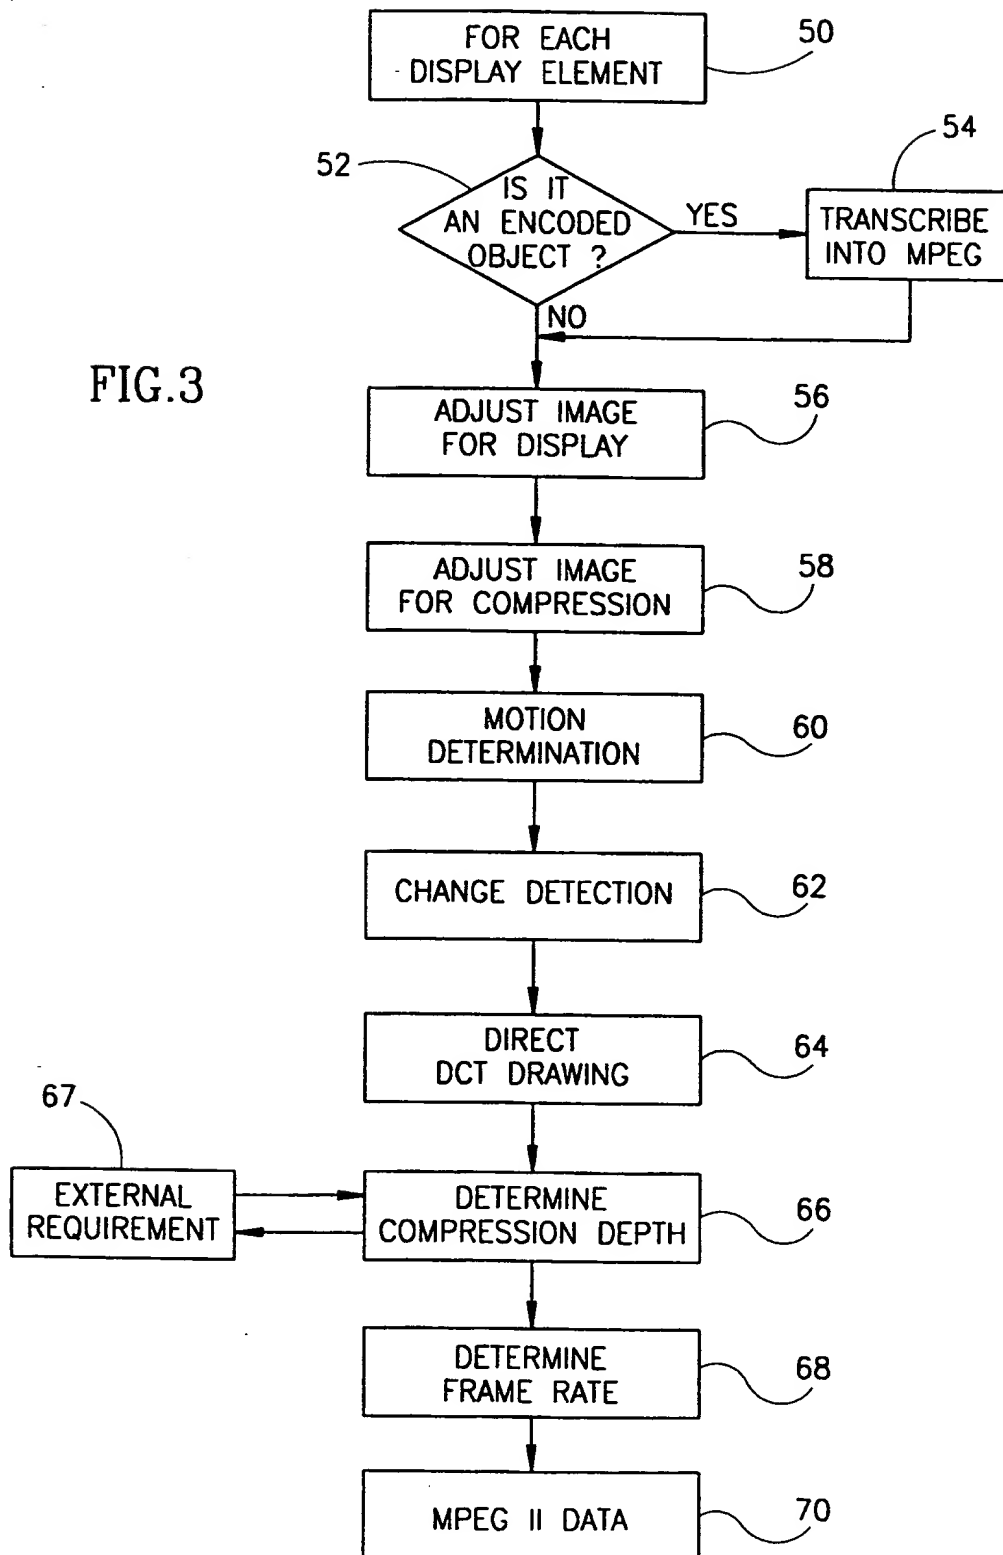 FOR EACH
DISPLAY ELEMENT
50
52
IS IT
AN ENCODED
OBJECT ?
YES
54
TRANSCRIBE
INTO MPEG
NO
FIG.3
ADJUST IMAGE
FOR DISPLAY
56
ADJUST IMAGE
FOR COMPRESSION
58
MOTION
DETERMINATION
60
CHANGE DETECTION
62
DIRECT
DCT DRAWING
64
67
EXTERNAL
REQUIREMENT
DETERMINE
COMPRESSION DEPTH
66
DETERMINE
FRAME RATE
68
MPEG II DATA
70